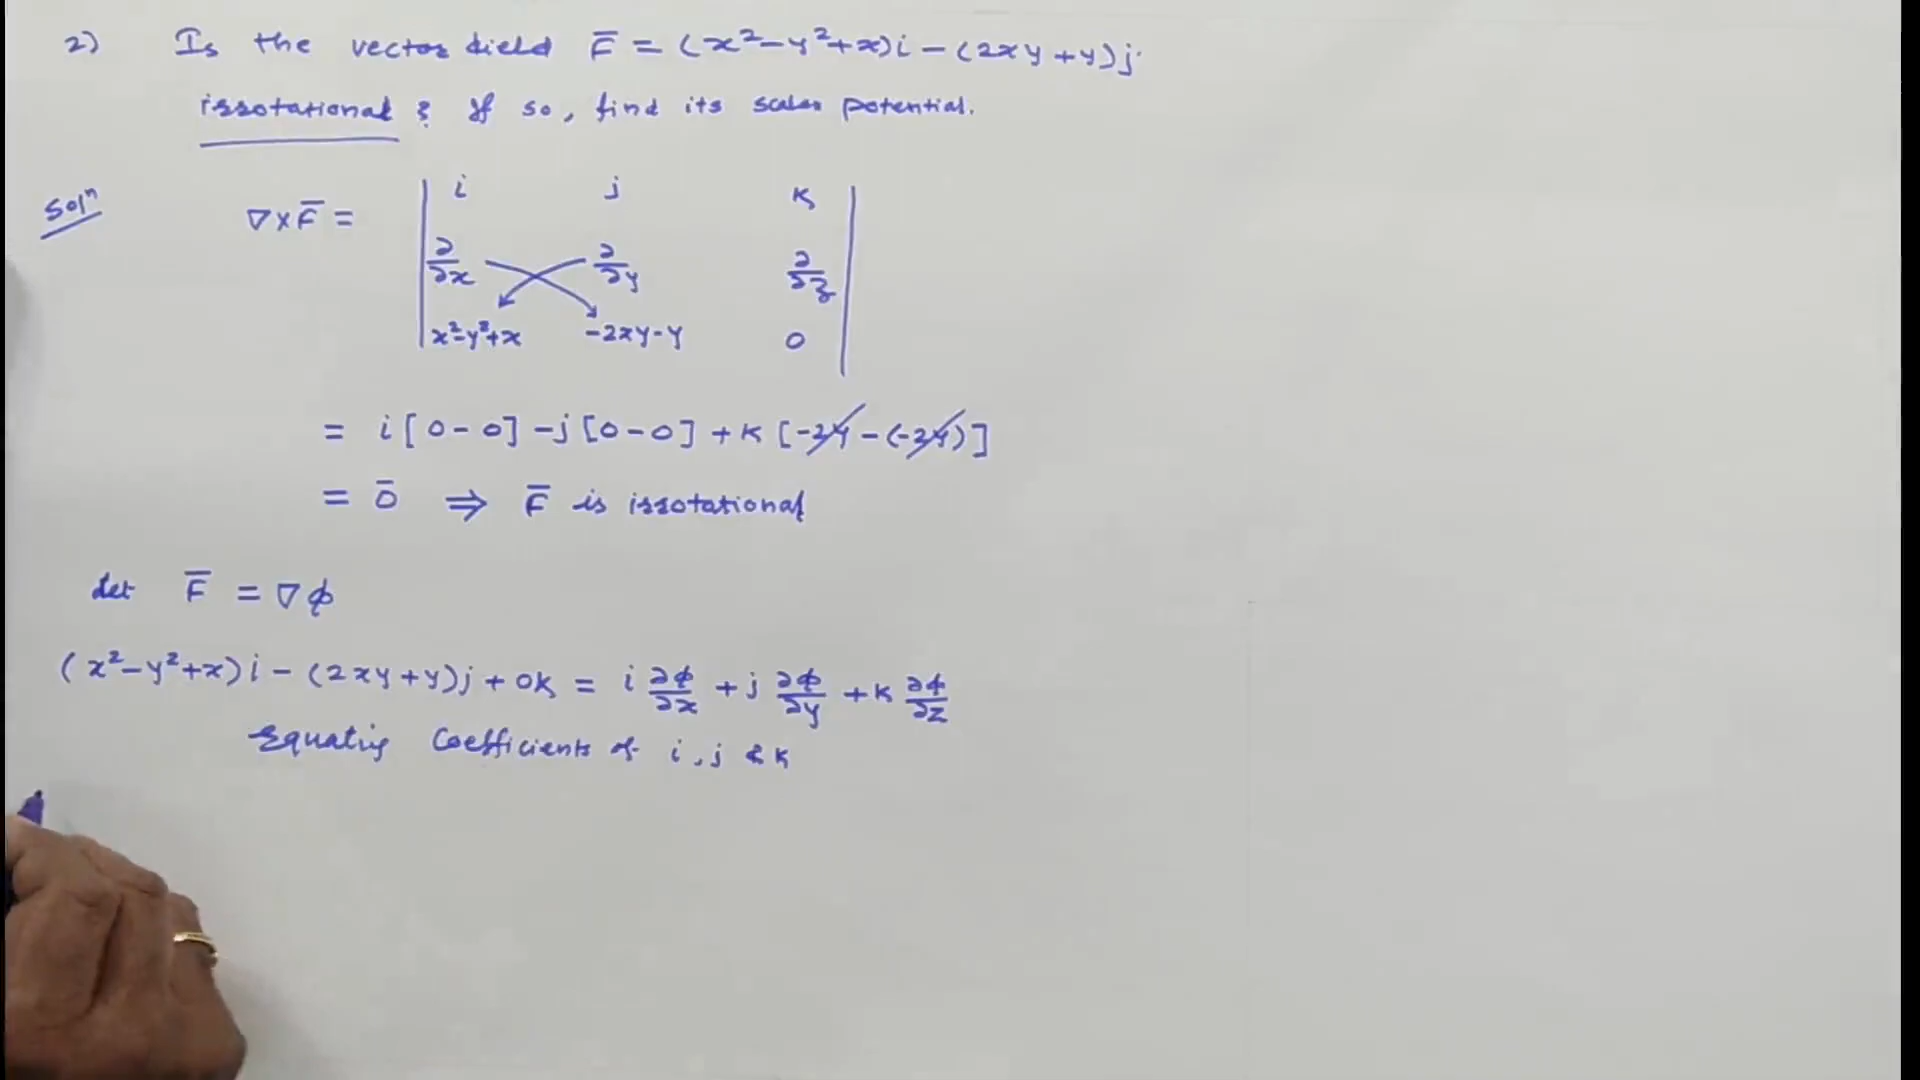 2) Is the vector field F̅ = (x²-y²+x)i - (2xy+y)j
irrotational ? If so, find its scalar potential.
Solⁿ
∇×F̅ = | i j k |
| ∂/∂x ∂/∂y ∂/∂z |
| x²-y²+x -2xy-y 0 |
= i[0-0] - j[0-0] + k[-2y-(-2y)]
= 0̅ ⇒ F̅ is irrotational
Let F̅ = ∇ϕ
(x²-y²+x)i - (2xy+y)j + 0k = i ∂ϕ/∂x + j ∂ϕ/∂y + k ∂ϕ/∂z
Equating Coefficients of i, j & k